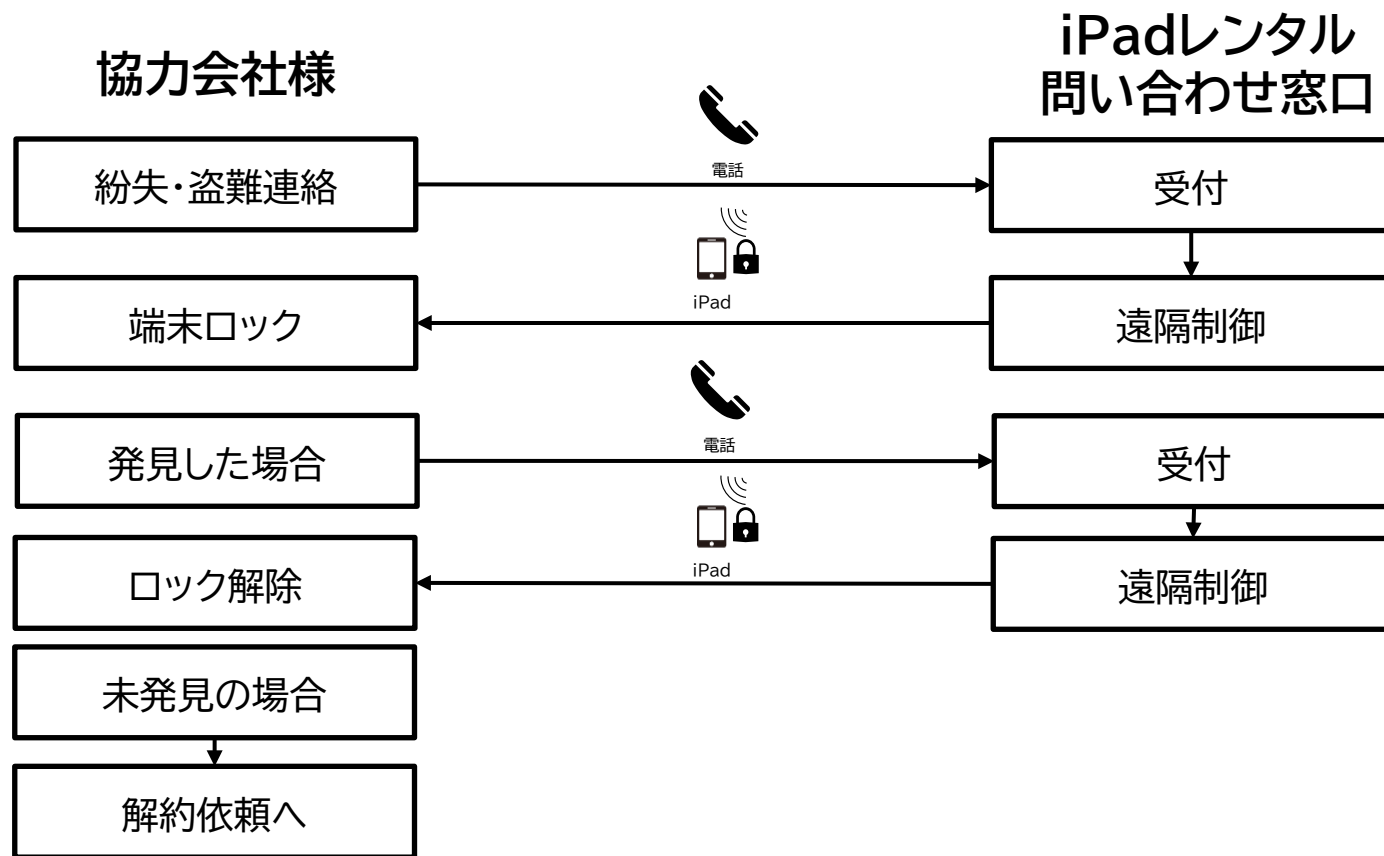 協力会社様
iPadレンタル
問い合わせ窓口
紛失・盗難連絡
電話
受付
端末ロック
iPad
遠隔制御
発見した場合
電話
受付
ロック解除
iPad
遠隔制御
未発見の場合
解約依頼へ